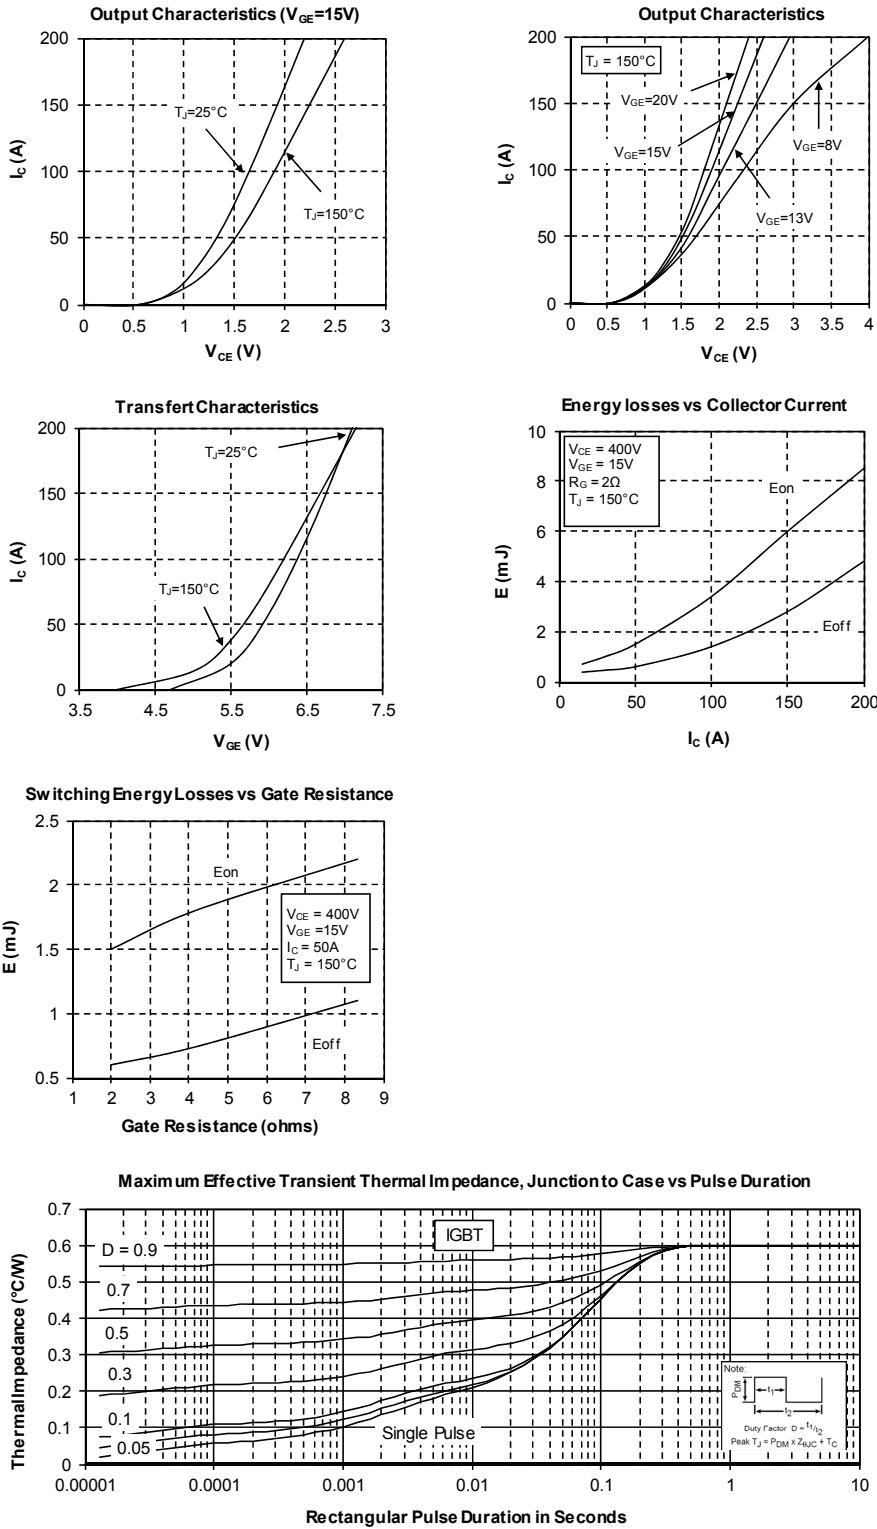 Output Characteristics (VGE=15V)
200
150
100
50
0
IC (A)
TJ=25°C
TJ=150°C
0 0.5 1 1.5 2 2.5 3
VCE (V)
Output Characteristics
200
150
100
50
0
IC (A)
TJ = 150°C
VGE=20V
VGE=15V
VGE=8V
VGE=13V
0 0.5 1 1.5 2 2.5 3 3.5 4
VCE (V)
Transfert Characteristics
200
150
100
50
0
IC (A)
TJ=25°C
TJ=150°C
3.5 4.5 5.5 6.5 7.5
VGE (V)
Energy losses vs Collector Current
10
8
6
4
2
0
E (mJ)
VCE = 400V
VGE = 15V
RG = 2Ω
TJ = 150°C
Eon
Eoff
0 50 100 150 200
IC (A)
Switching Energy Losses vs Gate Resistance
2.5
2
1.5
1
0.5
E (mJ)
Eon
VCE = 400V
VGE =15V
IC = 50A
TJ = 150°C
Eoff
1 2 3 4 5 6 7 8 9
Gate Resistance (ohms)
Maximum Effective Transient Thermal Impedance, Junction to Case vs Pulse Duration
0.7
0.6
0.5
0.4
0.3
0.2
0.1
0
Thermal Impedance (°C/W)
IGBT
D = 0.9
0.7
0.5
0.3
0.1
0.05
Single Pulse
Note:
PDM
t1
t2
Duty Factor D = t1/t2
Peak TJ = PDM x ZθJC + TC
0.00001 0.0001 0.001 0.01 0.1 1 10
Rectangular Pulse Duration in Seconds